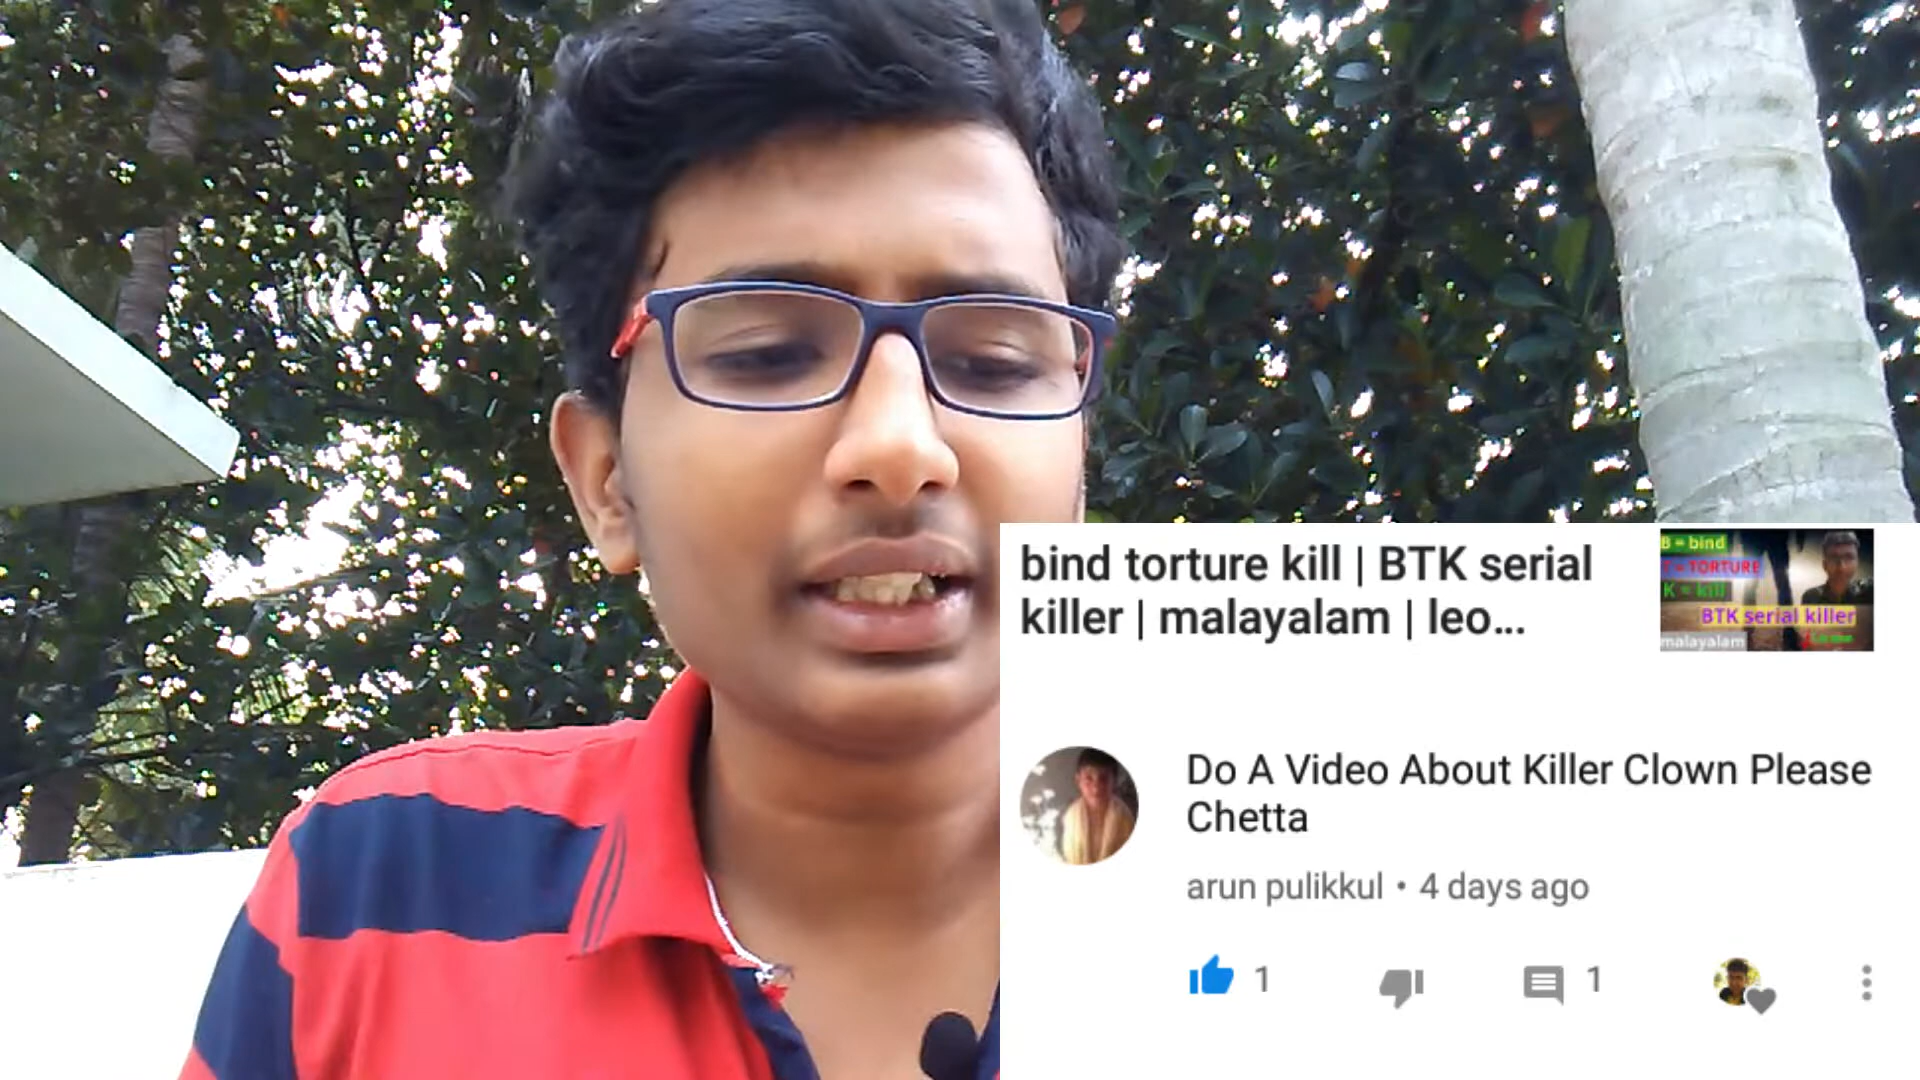 bind torture kill | BTK serial
killer | malayalam | leo...
B = bind
T = TORTURE
K = kill
BTK serial killer
malayalam
Do A Video About Killer Clown Please
Chetta
arun pulikkul • 4 days ago
1
1